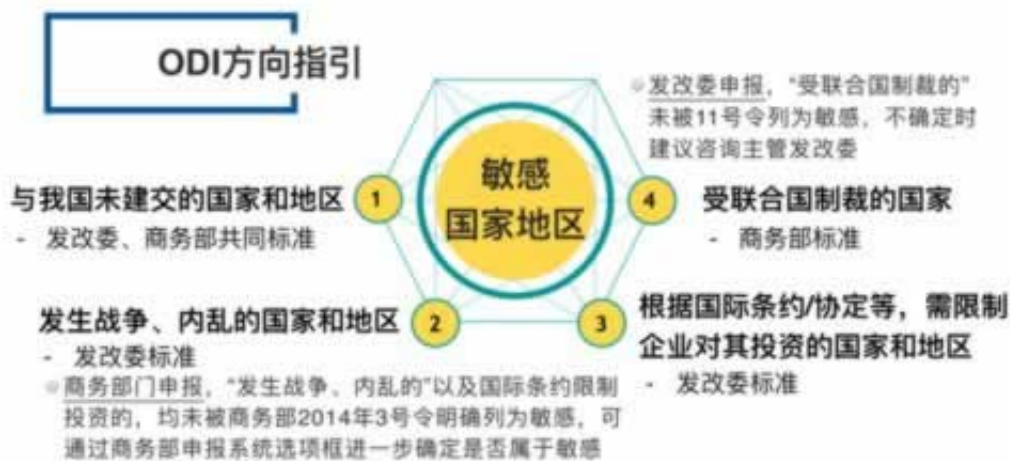 ODI方向指引
敏感
国家地区
1
与我国未建交的国家和地区
- 发改委、商务部共同标准
2
发生战争、内乱的国家和地区
- 发改委标准
商务部门申报，“发生战争、内乱的”以及国际条约限制
投资的，均未被商务部2014年3号令明确列为敏感，可
通过商务部申报系统选项框进一步确定是否属于敏感
3
根据国际条约/协定等，需限制
企业对其投资的国家和地区
- 发改委标准
发改委申报，“受联合国制裁的”
未被11号令列为敏感，不确定时
建议咨询主管发改委
4
受联合国制裁的国家
- 商务部标准